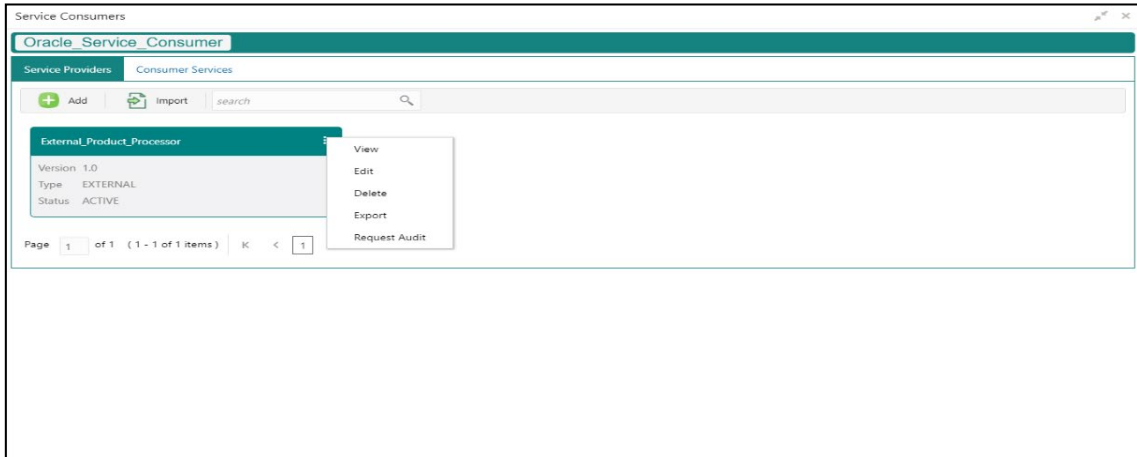 Service Consumers
Oracle_Service_Consumer
Service Providers Consumer Services
Add Import search
External_Product_Processor
Version 1.0
Type EXTERNAL
Status ACTIVE
View
Edit
Delete
Export
Request Audit
Page 1 of 1 (1 - 1 of 1 items) K < 1